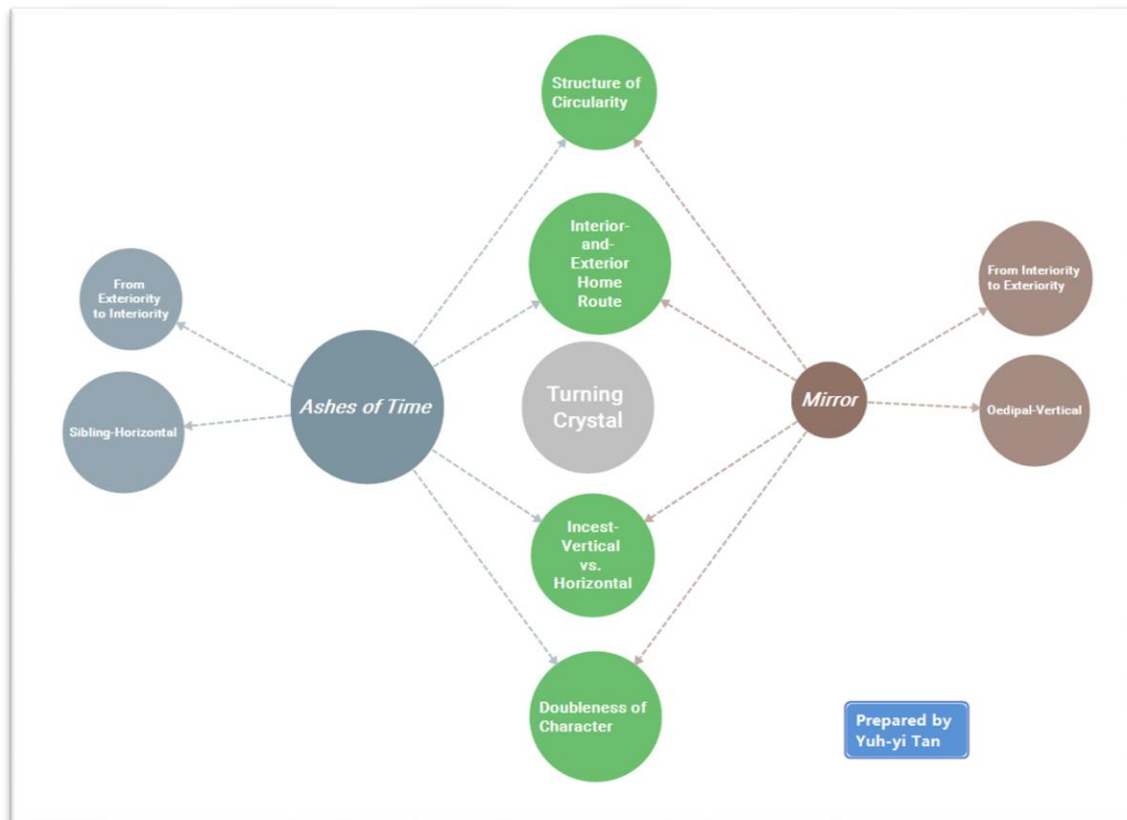 Structure of
Circularity
Interior-
and-
Exterior
Home
Route
From
Exteriority
to Interiority
From Interiority
to Exteriority
Ashes of Time
Turning
Crystal
Mirror
Sibling-Horizontal
Oedipal-Vertical
Incest-
Vertical
vs.
Horizontal
Doubleness of
Character
Prepared by
Yuh-yi Tan